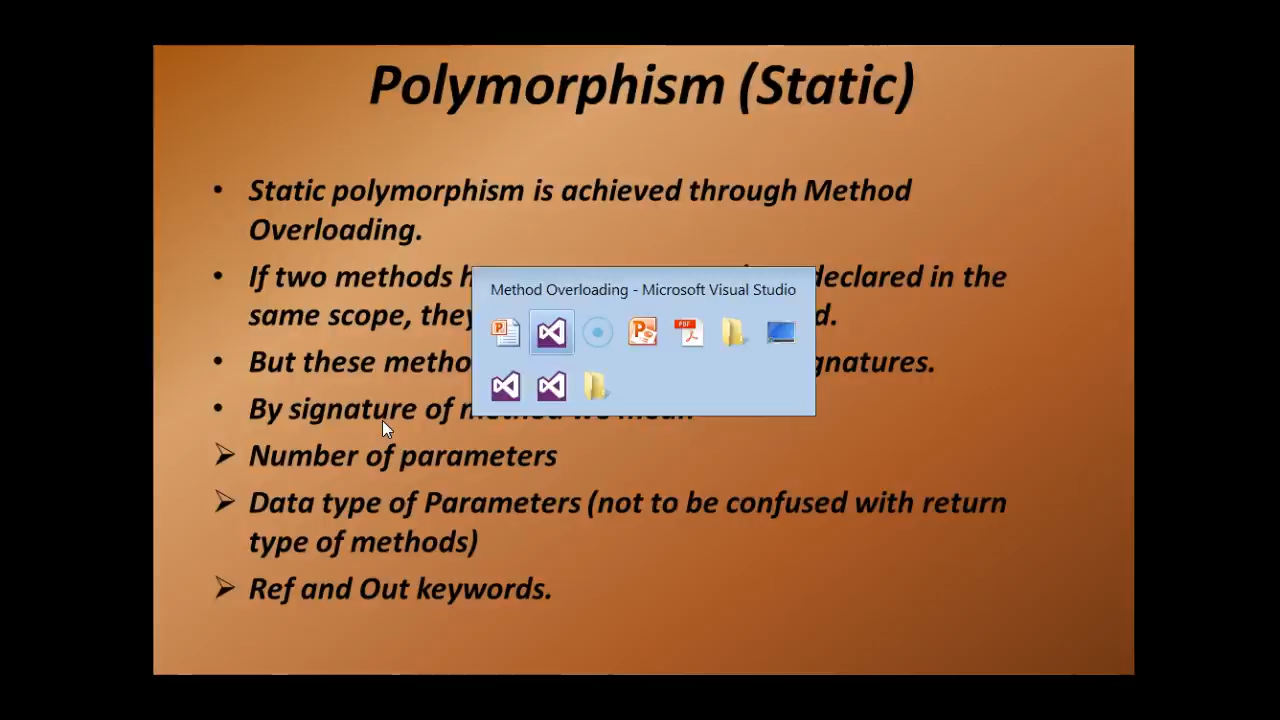 Polymorphism (Static)
• Static polymorphism is achieved through Method
Overloading.
• If two methods declared in the
same scope, they
• But these
• By signature of
Method Overloading - Microsoft Visual Studio
➢ Number of parameters
➢ Data type of Parameters (not to be confused with return
type of methods)
➢ Ref and Out keywords.